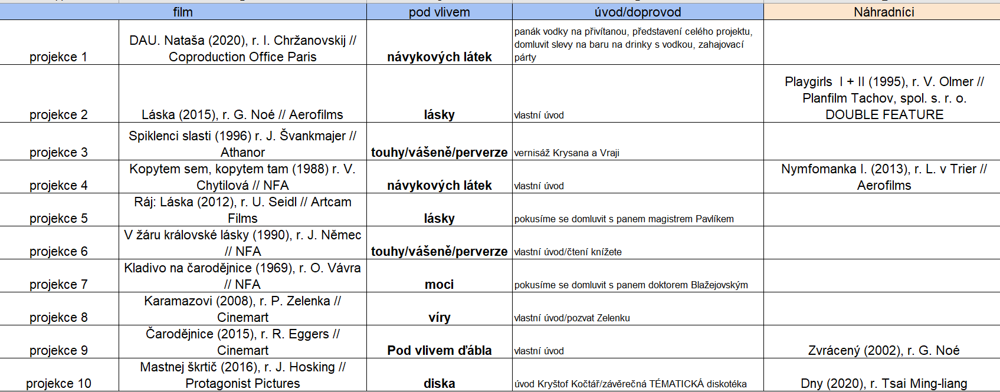 film
pod vlivem
úvod/doprovod
Náhradníci
projekce 1
DAU. Nataša (2020), r. I. Chržanovskij //
Coproduction Office Paris
návykových látek
panák vodky na přivítanou, představení celého projektu,
domluvit slevy na baru na drinky s vodkou, zahajovací
párty
projekce 2
Láska (2015), r. G. Noé // Aerofilms
lásky
vlastní úvod
Playgirls I + II (1995), r. V. Olmer //
Planfilm Tachov, spol. s. r. o.
DOUBLE FEATURE
projekce 3
Spiklenci slasti (1996) r. J. Švankmajer //
Athanor
touhy/vášeně/perverze
vernisáž Krysana a Vraji
projekce 4
Kopytem sem, kopytem tam (1988) r. V.
Chytilová // NFA
návykových látek
vlastní úvod
Nymfomanka I. (2013), r. L. v Trier //
Aerofilms
projekce 5
Ráj: Láska (2012), r. U. Seidl // Artcam
Films
lásky
pokusíme se domluvit s panem magistrem Pavlíkem
projekce 6
V žáru královské lásky (1990), r. J. Němec
// NFA
touhy/vášeně/perverze
vlastní úvod/čtení knížete
projekce 7
Kladivo na čarodějnice (1969), r. O. Vávra
// NFA
moci
pokusíme se domluvit s panem doktorem Blažejovským
projekce 8
Karamazovi (2008), r. P. Zelenka //
Cinemart
víry
vlastní úvod/pozvat Zelenku
projekce 9
Čarodějnice (2015), r. R. Eggers //
Cinemart
Pod vlivem ďábla
vlastní úvod
Zvrácený (2002), r. G. Noé
projekce 10
Mastnej škrtič (2016), r. J. Hosking //
Protagonist Pictures
diska
úvod Kryštof Kočtář/závěrečná TÉMATICKÁ diskotéka
Dny (2020), r. Tsai Ming-liang